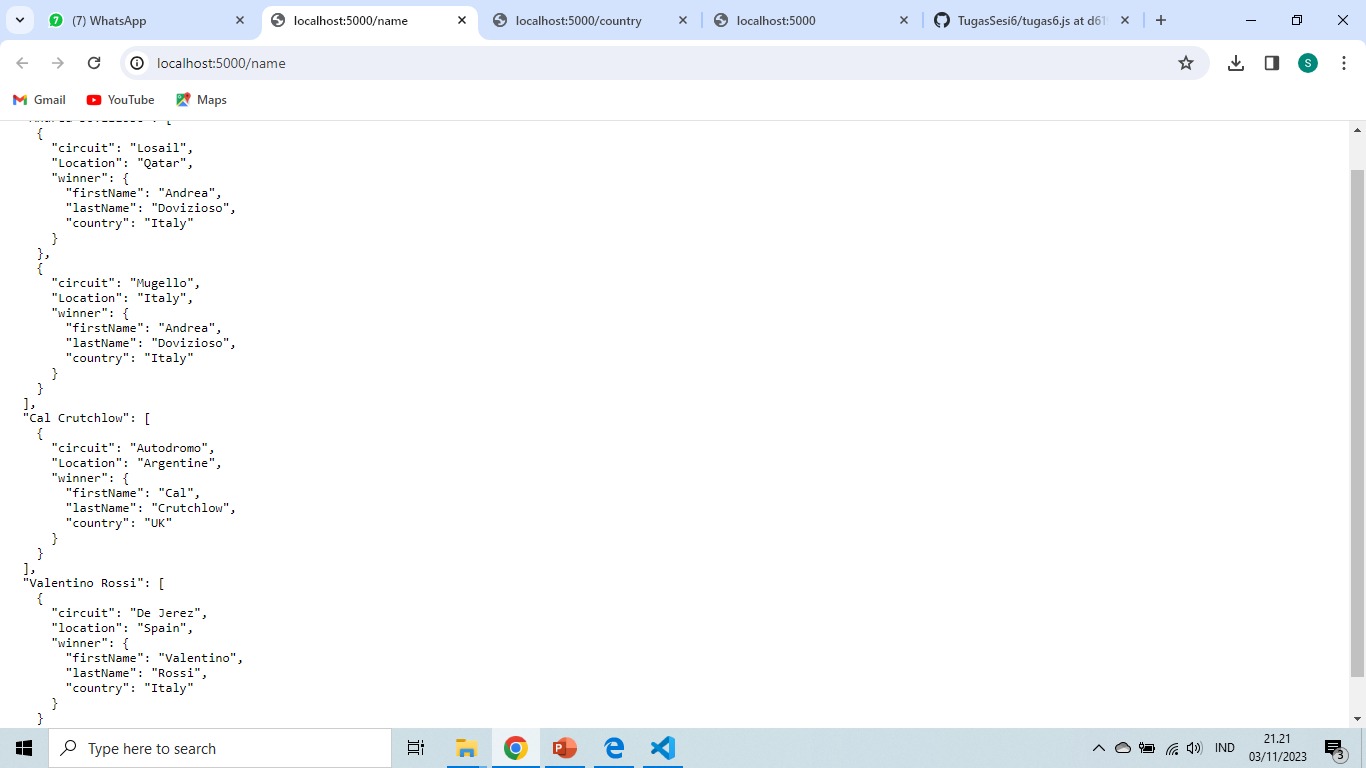 (7) WhatsApp
localhost:5000/name
localhost:5000/country
localhost:5000
TugasSesi6/tugas6.js at d61
localhost:5000/name
S
Gmail
YouTube
Maps
{
"circuit": "Losail",
"Location": "Qatar",
"winner": {
"firstName": "Andrea",
"lastName": "Dovizioso",
"country": "Italy"
}
},
{
"circuit": "Mugello",
"Location": "Italy",
"winner": {
"firstName": "Andrea",
"lastName": "Dovizioso",
"country": "Italy"
}
}
],
"Cal Crutchlow": [
{
"circuit": "Autodromo",
"Location": "Argentine",
"winner": {
"firstName": "Cal",
"lastName": "Crutchlow",
"country": "UK"
}
}
],
"Valentino Rossi": [
{
"circuit": "De Jerez",
"location": "Spain",
"winner": {
"firstName": "Valentino",
"lastName": "Rossi",
"country": "Italy"
}
}
Type here to search
IND
21.21
03/11/2023
3